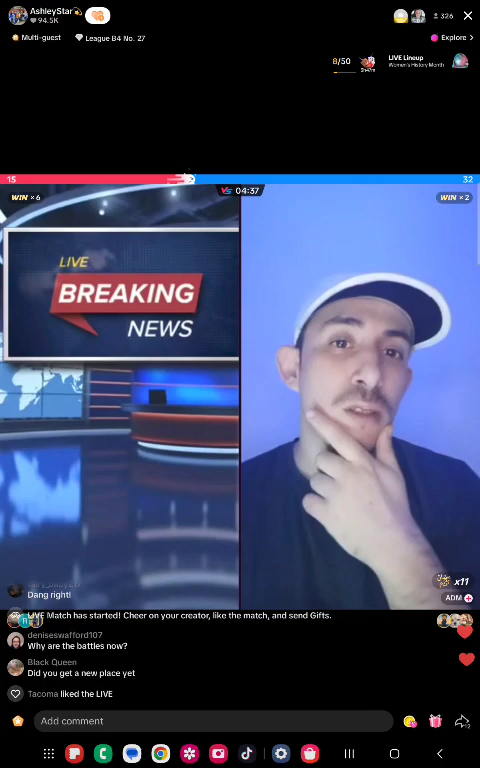 AshleyStar💫
94.5K
326
Multi-guest
League B4 No. 27
Explore >
8/50
5h47m
LIVE Lineup
Women's History Month
15
32
WIN × 6
VS 04:37
WIN × 2
LIVE
BREAKING
NEWS
x11
ADM
Dang right!
LIVE Match has started! Cheer on your creator, like the match, and send Gifts.
deniseswafford107
Why are the battles now?
Black Queen
Did you get a new place yet
Tacoma liked the LIVE
Add comment
12